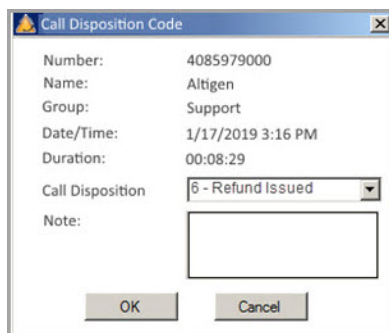 Call Disposition Code
Number: 4085979000
Name: Altigen
Group: Support
Date/Time: 1/17/2019 3:16 PM
Duration: 00:08:29
Call Disposition 6 - Refund Issued
Note:
OK Cancel